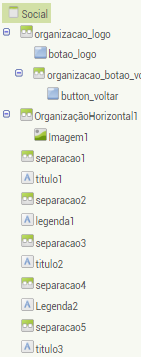 Social
organizacao_logo
botao_logo
organizacao_botao_vo
button_voltar
OrganizaçãoHorizontal1
Imagem1
separacao1
titulo1
separacao2
legenda1
separacao3
titulo2
separacao4
Legenda2
separacao5
titulo3